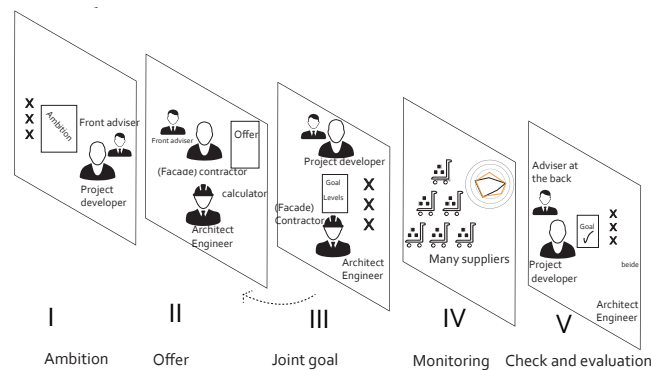 X
X
X
Ambition
Front adviser
Project
developer
Front adviser
Offer
(Facade) contractor
calculator
Architect
Engineer
Project developer
Goal
Levels
X
X
X
(Facade)
Contractor
Architect
Engineer
Many suppliers
Adviser at
the back
Goal
✓
X
X
X
Project
developer
beide
Architect
Engineer
I
II
III
IV
V
Ambition
Offer
Joint goal
Monitoring
Check and evaluation